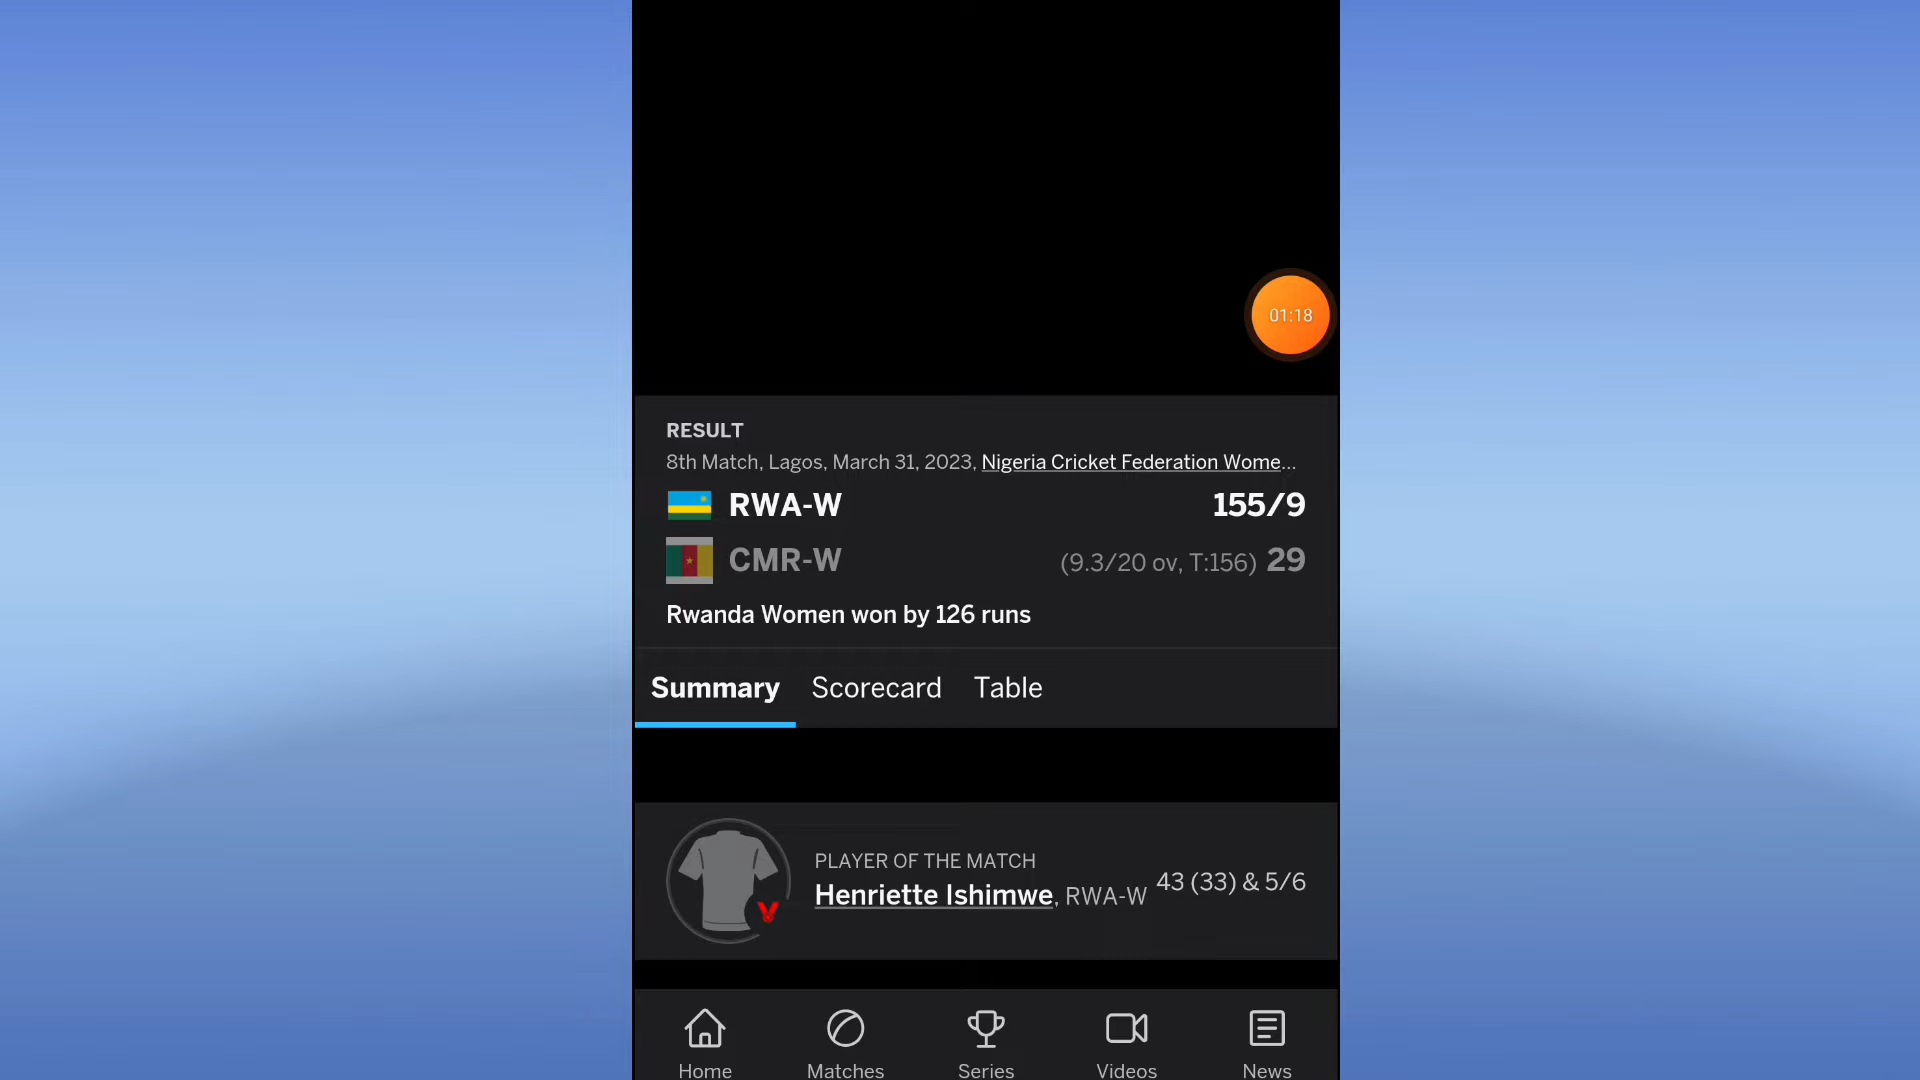 01:18
RESULT
8th Match, Lagos, March 31, 2023, Nigeria Cricket Federation Wome...
RWA-W 155/9
CMR-W (9.3/20 ov, T:156) 29
Rwanda Women won by 126 runs
Summary Scorecard Table
PLAYER OF THE MATCH
Henriette Ishimwe, RWA-W 43 (33) & 5/6
Home Matches Series Videos News